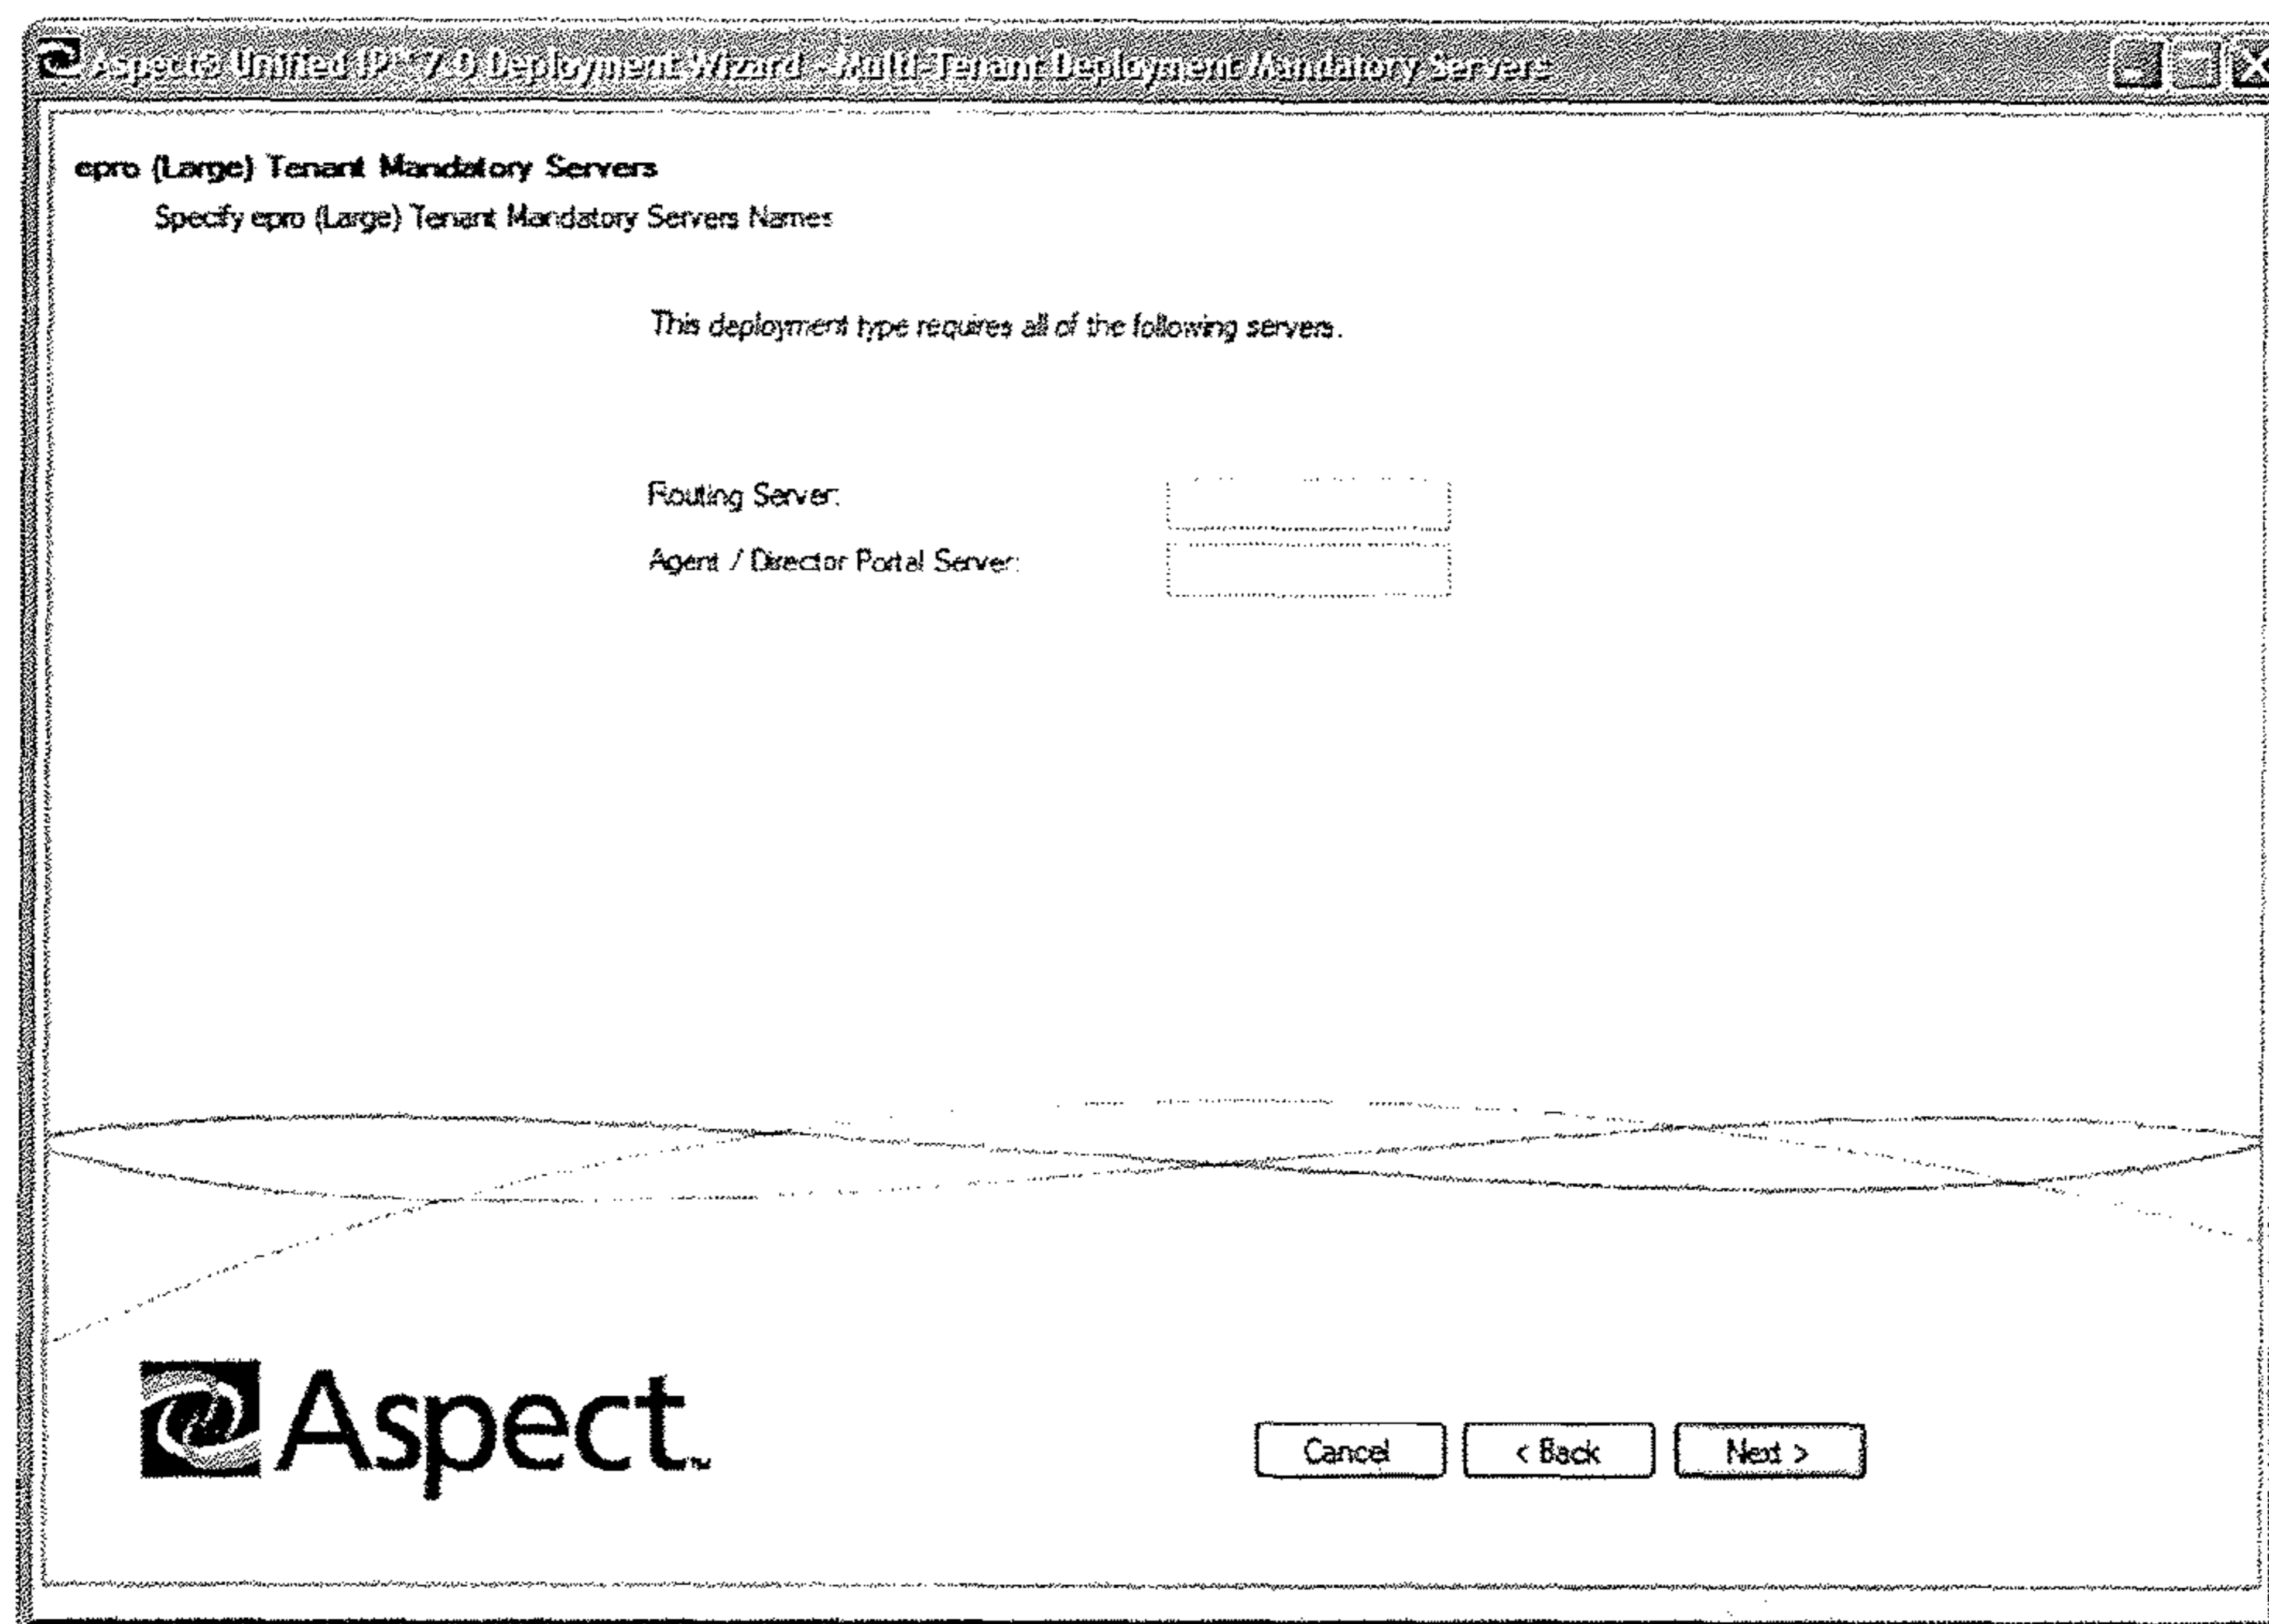 Aspect® Unified IP™ 7.0 Deployment Wizard - Multi-Tenant Deployment Mandatory Servers
epro (Large) Tenant Mandatory Servers
Specify epro (Large) Tenant Mandatory Servers Names
This deployment type requires all of the following servers.
Routing Server:
Agent / Director Portal Server:
Aspect™
Cancel
< Back
Next >